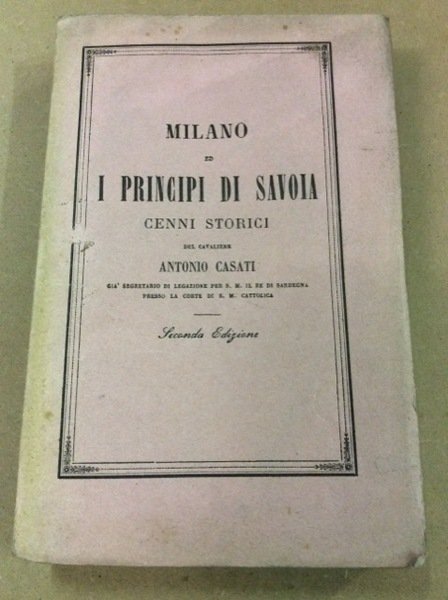 MILANO
ED
I PRINCIPI DI SAVOIA
CENNI STORICI
DEL CAVALIERE
ANTONIO CASATI
GIA' SEGRETARIO DI LEGAZIONE PER S. M. IL RE DI SARDEGNA
PRESSO LA CORTE DI S. M. CATTOLICA
Seconda Edizione